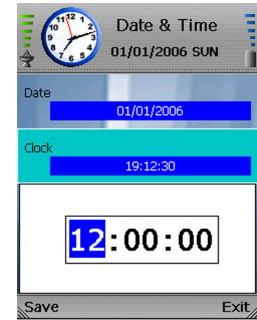 Date & Time
01/01/2006 SUN
Date
01/01/2006
Clock
19:12:30
12:00:00
Save
Exit